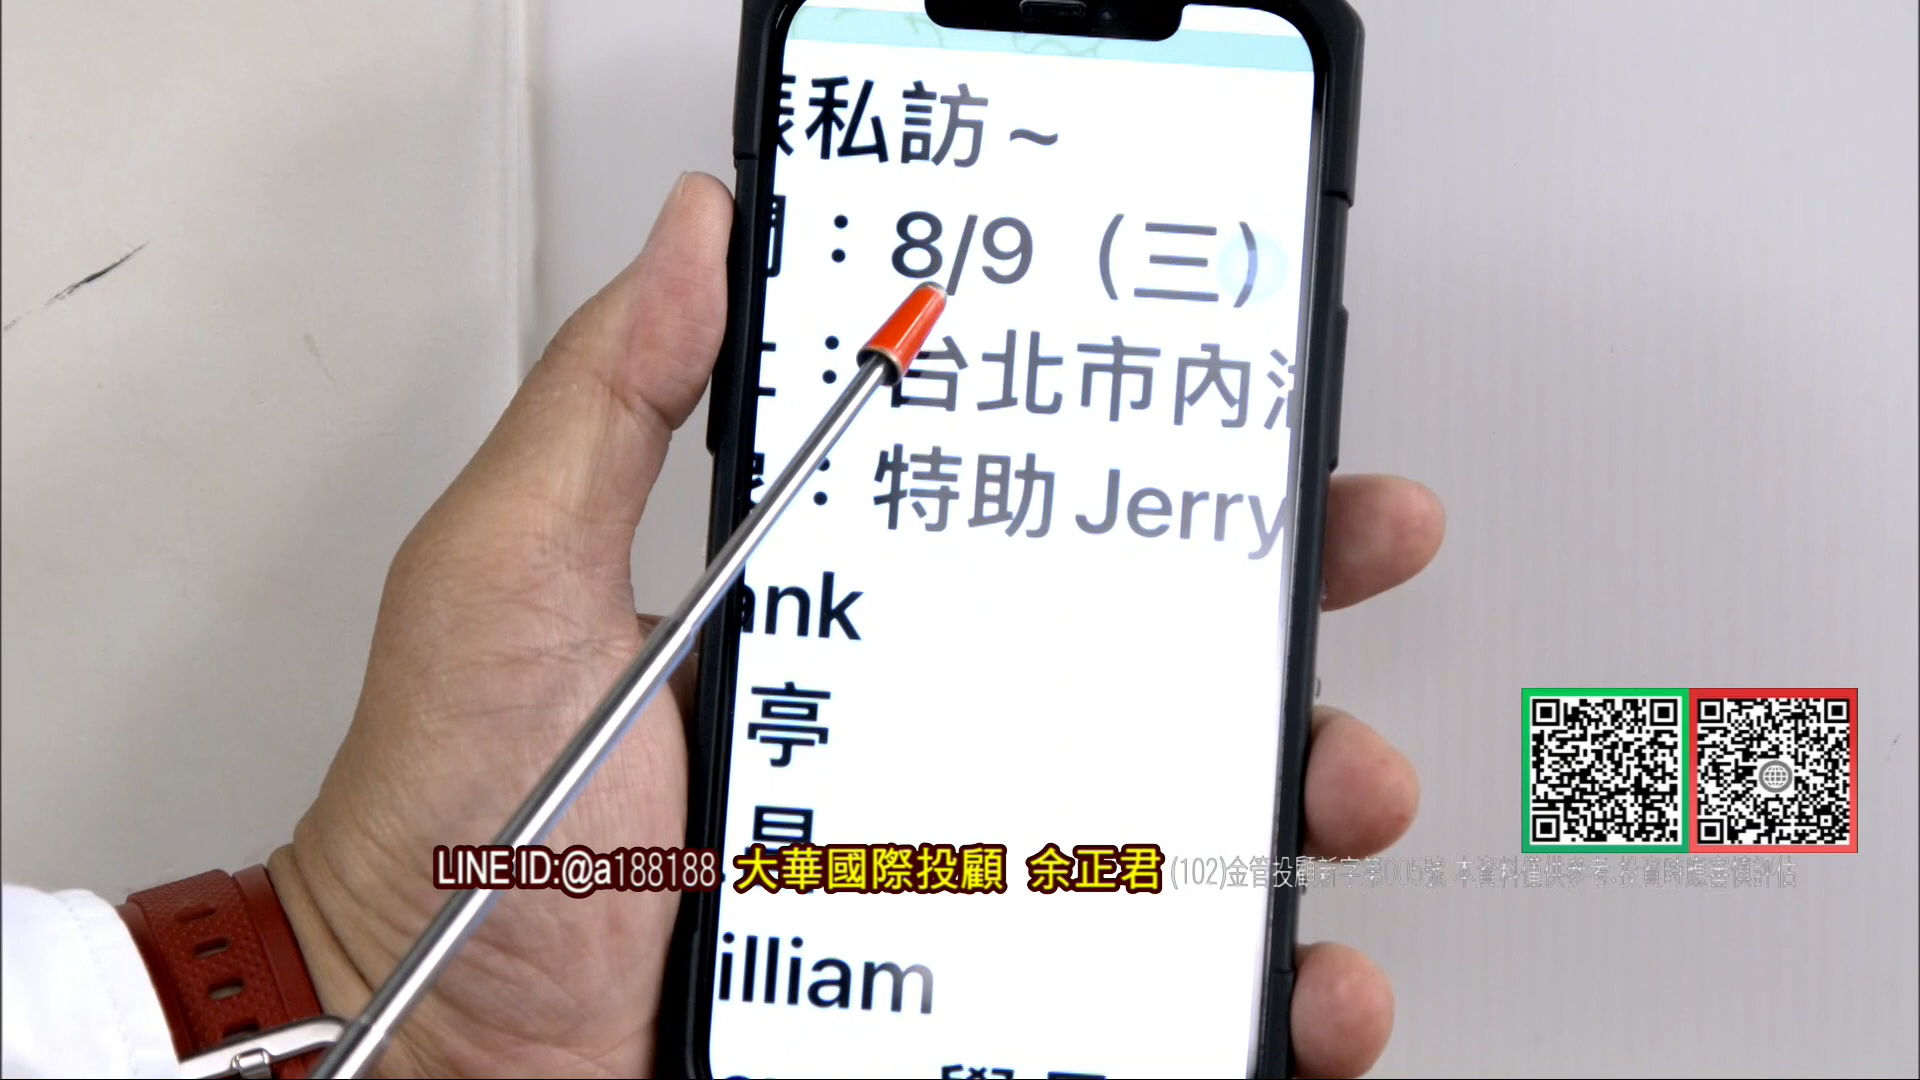 私訪~
：8/9（三）
：台北市內
：特助 Jerry
ank
亭
illiam
LINE ID:@a188188 大華國際投顧 余正君 (102)金管投顧新字第005號 本資料僅供參考.投資時應審慎評估